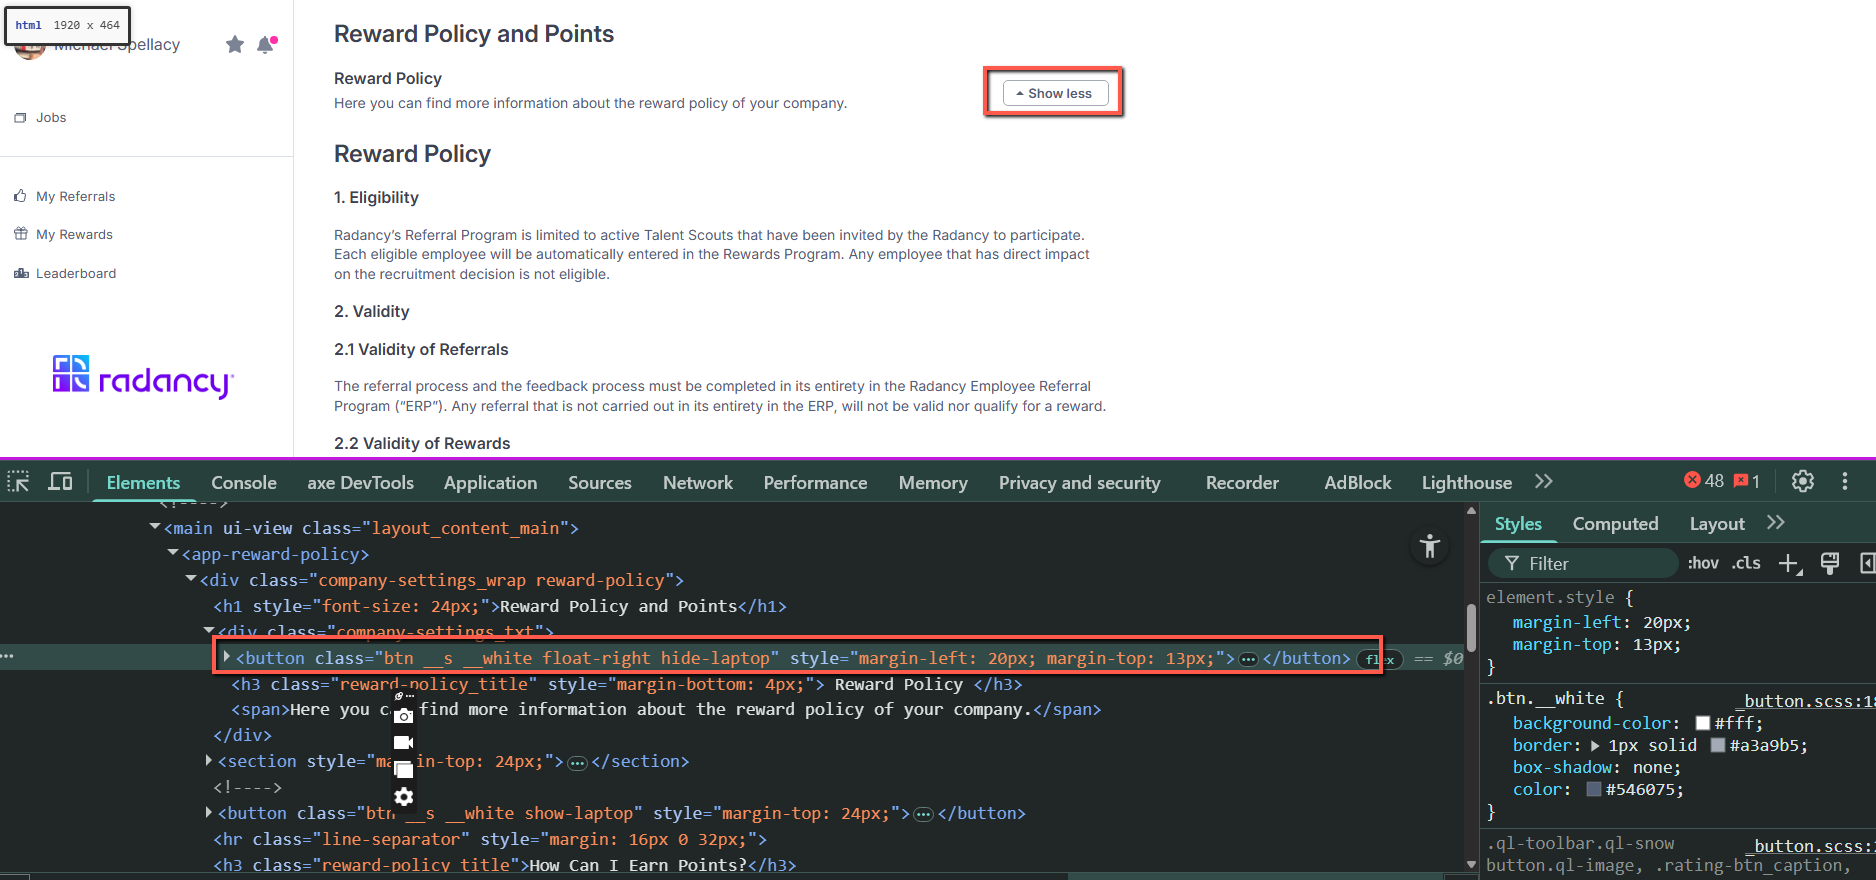 html 1920 x 464
Michael Spellacy
Jobs
My Referrals
My Rewards
Leaderboard
radancy
Reward Policy and Points
Reward Policy
Here you can find more information about the reward policy of your company.
Show less
Reward Policy
1. Eligibility
Radancy’s Referral Program is limited to active Talent Scouts that have been invited by the Radancy to participate.
Each eligible employee will be automatically entered in the Rewards Program. Any employee that has direct impact
on the recruitment decision is not eligible.
2. Validity
2.1 Validity of Referrals
The referral process and the feedback process must be completed in its entirety in the Radancy Employee Referral
Program (“ERP”). Any referral that is not carried out in its entirety in the ERP, will not be valid nor qualify for a reward.
2.2 Validity of Rewards
Elements Console axe DevTools Application Sources Network Performance Memory Privacy and security Recorder AdBlock Lighthouse 48 1
<!---->
<main ui-view class="layout_content_main">
<app-reward-policy>
<div class="company-settings_wrap reward-policy">
<h1 style="font-size: 24px;">Reward Policy and Points</h1>
<div class="company-settings_txt">
<button class="btn __s __white float-right hide-laptop" style="margin-left: 20px; margin-top: 13px;">…</button> flex == $0
<h3 class="reward-policy_title" style="margin-bottom: 4px;"> Reward Policy </h3>
<span>Here you can find more information about the reward policy of your company.</span>
</div>
<section style="margin-top: 24px;">…</section>
<!---->
<button class="btn __s __white show-laptop" style="margin-top: 24px;">…</button>
<hr class="line-separator" style="margin: 16px 0 32px;">
<h3 class="reward-policy_title">How Can I Earn Points?</h3>
Styles Computed Layout
Filter :hov .cls
element.style {
margin-left: 20px;
margin-top: 13px;
}
.btn.__white { _button.scss:18
background-color: #fff;
border: 1px solid #a3a9b5;
box-shadow: none;
color: #546075;
}
.ql-toolbar.ql-snow _button.scss:
button.ql-image, .rating-btn_caption,